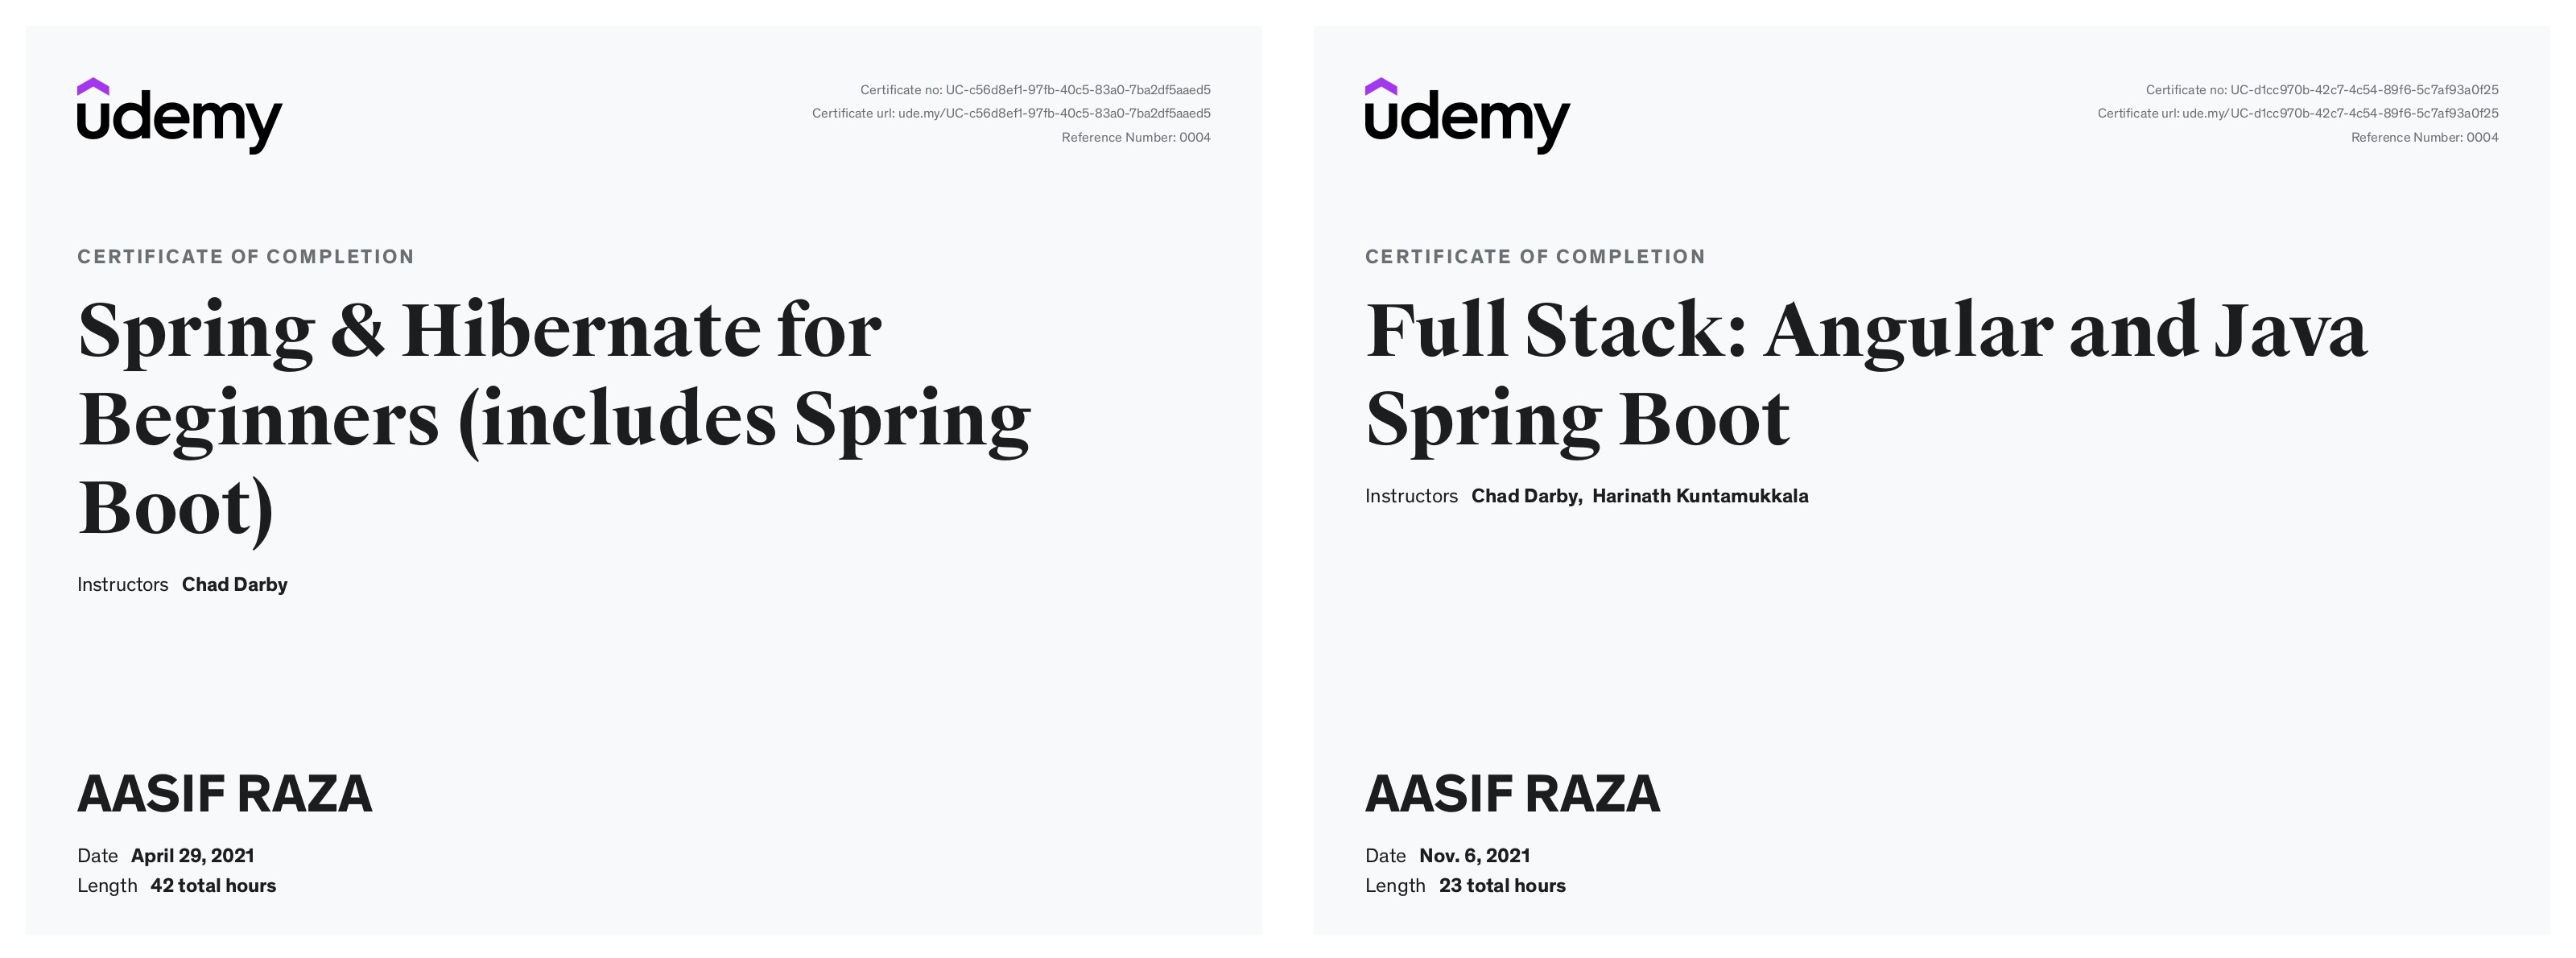 udemy
Certificate no: UC-c56d8ef1-97fb-40c5-83a0-7ba2df5aaed5
Certificate url: ude.my/UC-c56d8ef1-97fb-40c5-83a0-7ba2df5aaed5
Reference Number: 0004
CERTIFICATE OF COMPLETION
Spring & Hibernate for
Beginners (includes Spring
Boot)
Instructors Chad Darby
AASIF RAZA
Date April 29, 2021
Length 42 total hours
udemy
Certificate no: UC-d1cc970b-42c7-4c54-89f6-5c7af93a0f25
Certificate url: ude.my/UC-d1cc970b-42c7-4c54-89f6-5c7af93a0f25
Reference Number: 0004
CERTIFICATE OF COMPLETION
Full Stack: Angular and Java
Spring Boot
Instructors Chad Darby, Harinath Kuntamukkala
AASIF RAZA
Date Nov. 6, 2021
Length 23 total hours